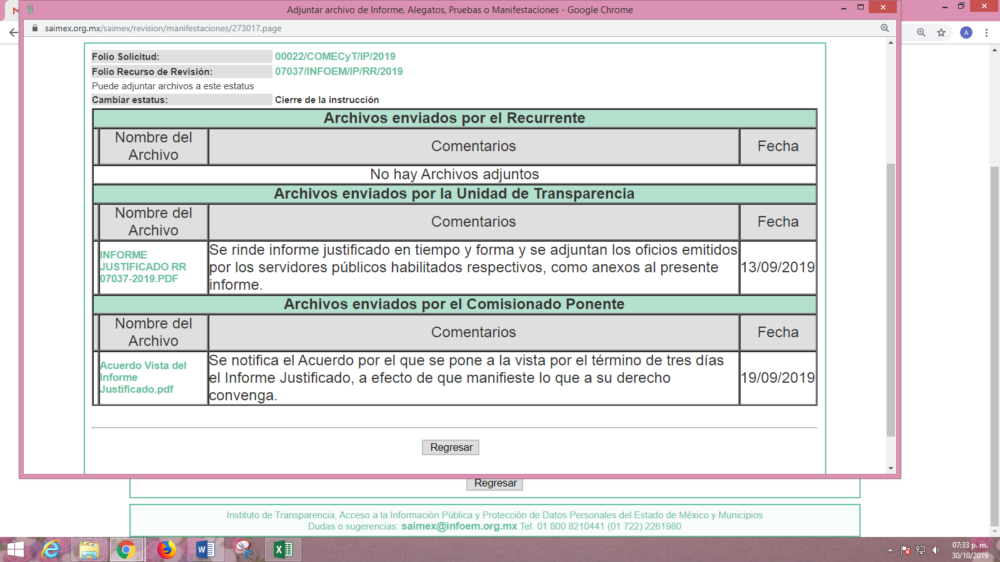 Adjuntar archivo de Informe, Alegatos, Pruebas o Manifestaciones - Google Chrome
saimex.org.mx/saimex/revision/manifestaciones/273017.page
A
Folio Solicitud: 00022/COMECyT/IP/2019
Folio Recurso de Revisión: 07037/INFOEM/IP/RR/2019
Puede adjuntar archivos a este estatus
Cambiar estatus: Cierre de la instrucción
Archivos enviados por el Recurrente
Nombre del
Archivo
Comentarios
Fecha
No hay Archivos adjuntos
Archivos enviados por la Unidad de Transparencia
Nombre del
Archivo
Comentarios
Fecha
INFORME
JUSTIFICADO RR
07037-2019.PDF
Se rinde informe justificado en tiempo y forma y se adjuntan los oficios emitidos
por los servidores públicos habilitados respectivos, como anexos al presente
informe.
13/09/2019
Archivos enviados por el Comisionado Ponente
Nombre del
Archivo
Comentarios
Fecha
Acuerdo Vista del
Informe
Justificado.pdf
Se notifica el Acuerdo por el que se pone a la vista por el término de tres días
el Informe Justificado, a efecto de que manifieste lo que a su derecho
convenga.
19/09/2019
Regresar
Regresar
Instituto de Transparencia, Acceso a la Información Pública y Protección de Datos Personales del Estado de México y Municipios
Dudas o sugerencias: saimex@infoem.org.mx Tel. 01 800 8210441 (01 722) 2261980
07:33 p. m.
30/10/2019